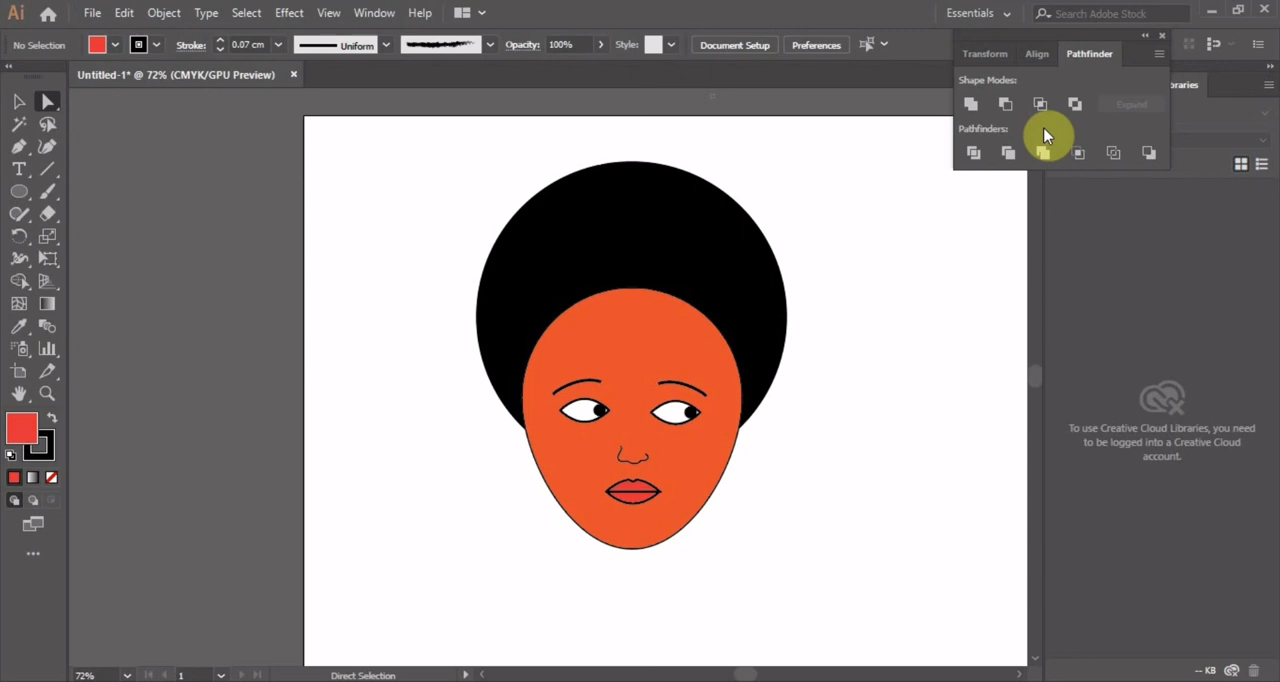 Ai File Edit Object Type Select Effect View Window Help Essentials Search Adobe Stock
No Selection Stroke: 0.07 cm Uniform Opacity: 100% Style: Document Setup Preferences
Untitled-1* @ 72% (CMYK/GPU Preview)
Transform Align Pathfinder
Shape Modes:
Expand
Pathfinders:
braries
To use Creative Cloud Libraries, you need
to be logged into a Creative Cloud
account.
72% 1 Direct Selection -- KB